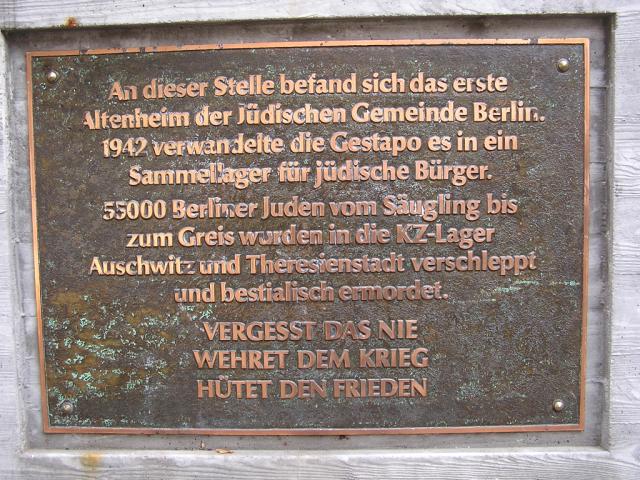 An dieser Stelle befand sich das erste
Altenheim der Jüdischen Gemeinde Berlin.
1942 verwandelte die Gestapo es in ein
Sammellager für jüdische Bürger.
55000 Berliner Juden vom Säugling bis
zum Greis wurden in die KZ-Lager
Auschwitz und Theresienstadt verschleppt
und bestialisch ermordet.
VERGESST DAS NIE
WEHRET DEM KRIEG
HÜTET DEN FRIEDEN